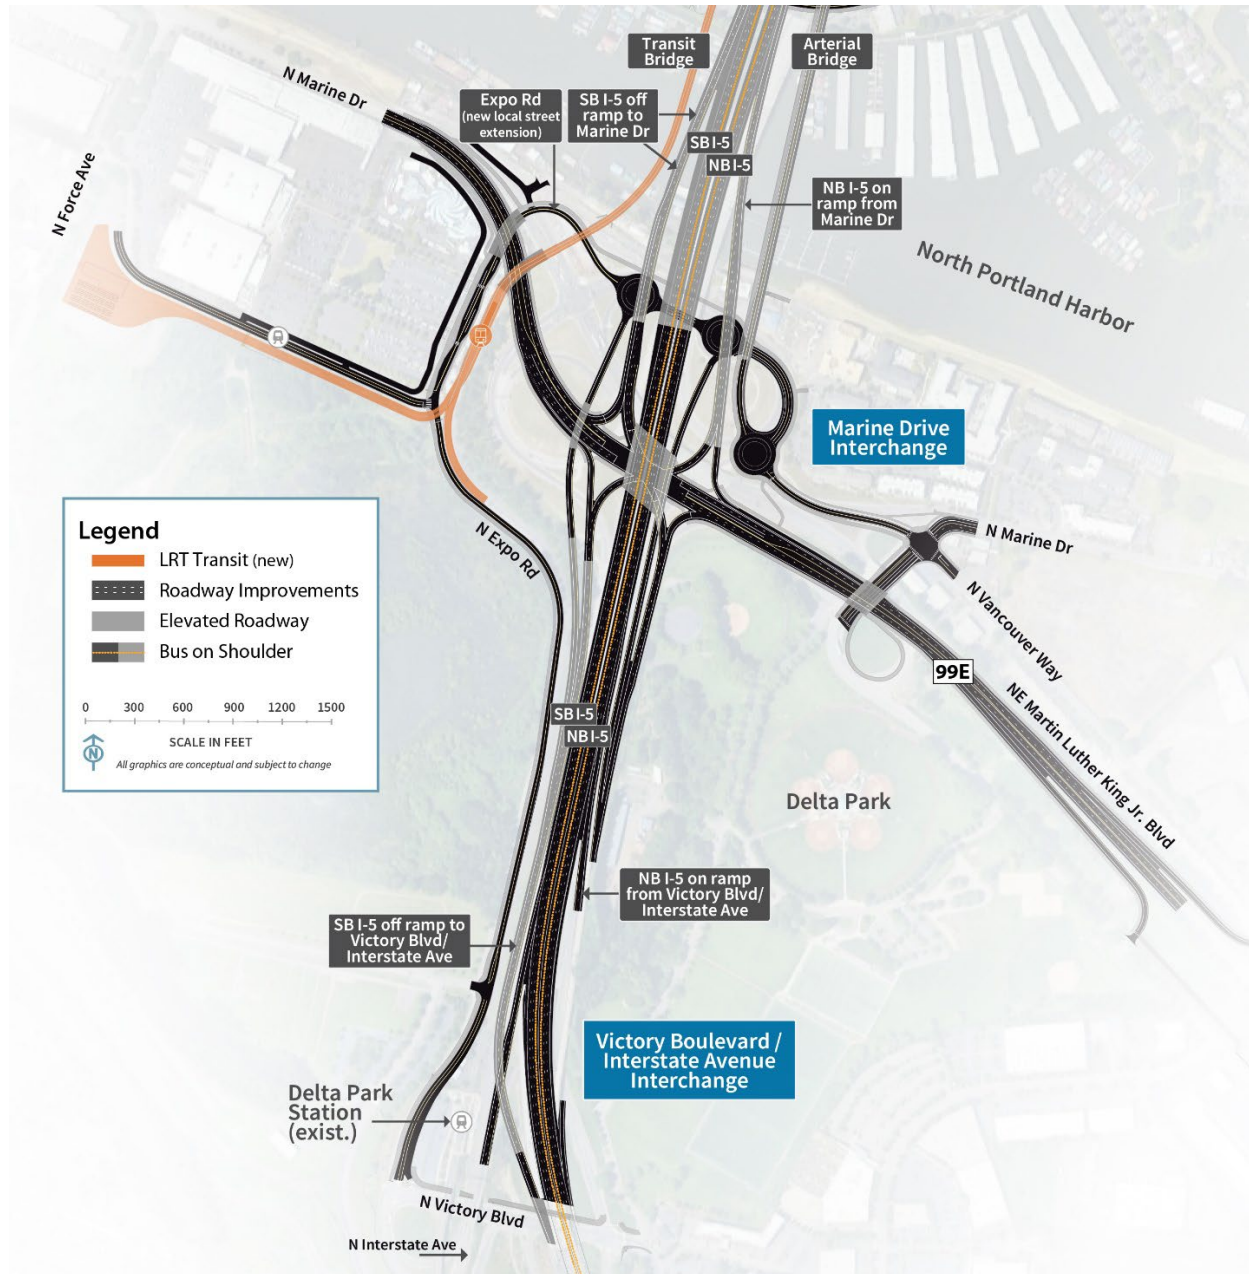 Transit
Bridge
Arterial
Bridge
N Marine Dr
Expo Rd
(new local street
extension)
SB I-5 off
ramp to
Marine Dr
SB I-5
NB I-5
N Force Ave
NB I-5 on
ramp from
Marine Dr
North Portland Harbor
Marine Drive
Interchange
Legend
LRT Transit (new)
Roadway Improvements
Elevated Roadway
Bus on Shoulder
0 300 600 900 1200 1500
SCALE IN FEET
N
All graphics are conceptual and subject to change
N Expo Rd
N Marine Dr
N Vancouver Way
99E
NE Martin Luther King Jr. Blvd
SB I-5
NB I-5
Delta Park
NB I-5 on ramp
from Victory Blvd/
Interstate Ave
SB I-5 off ramp to
Victory Blvd/
Interstate Ave
Victory Boulevard /
Interstate Avenue
Interchange
Delta Park
Station
(exist.)
N Victory Blvd
N Interstate Ave